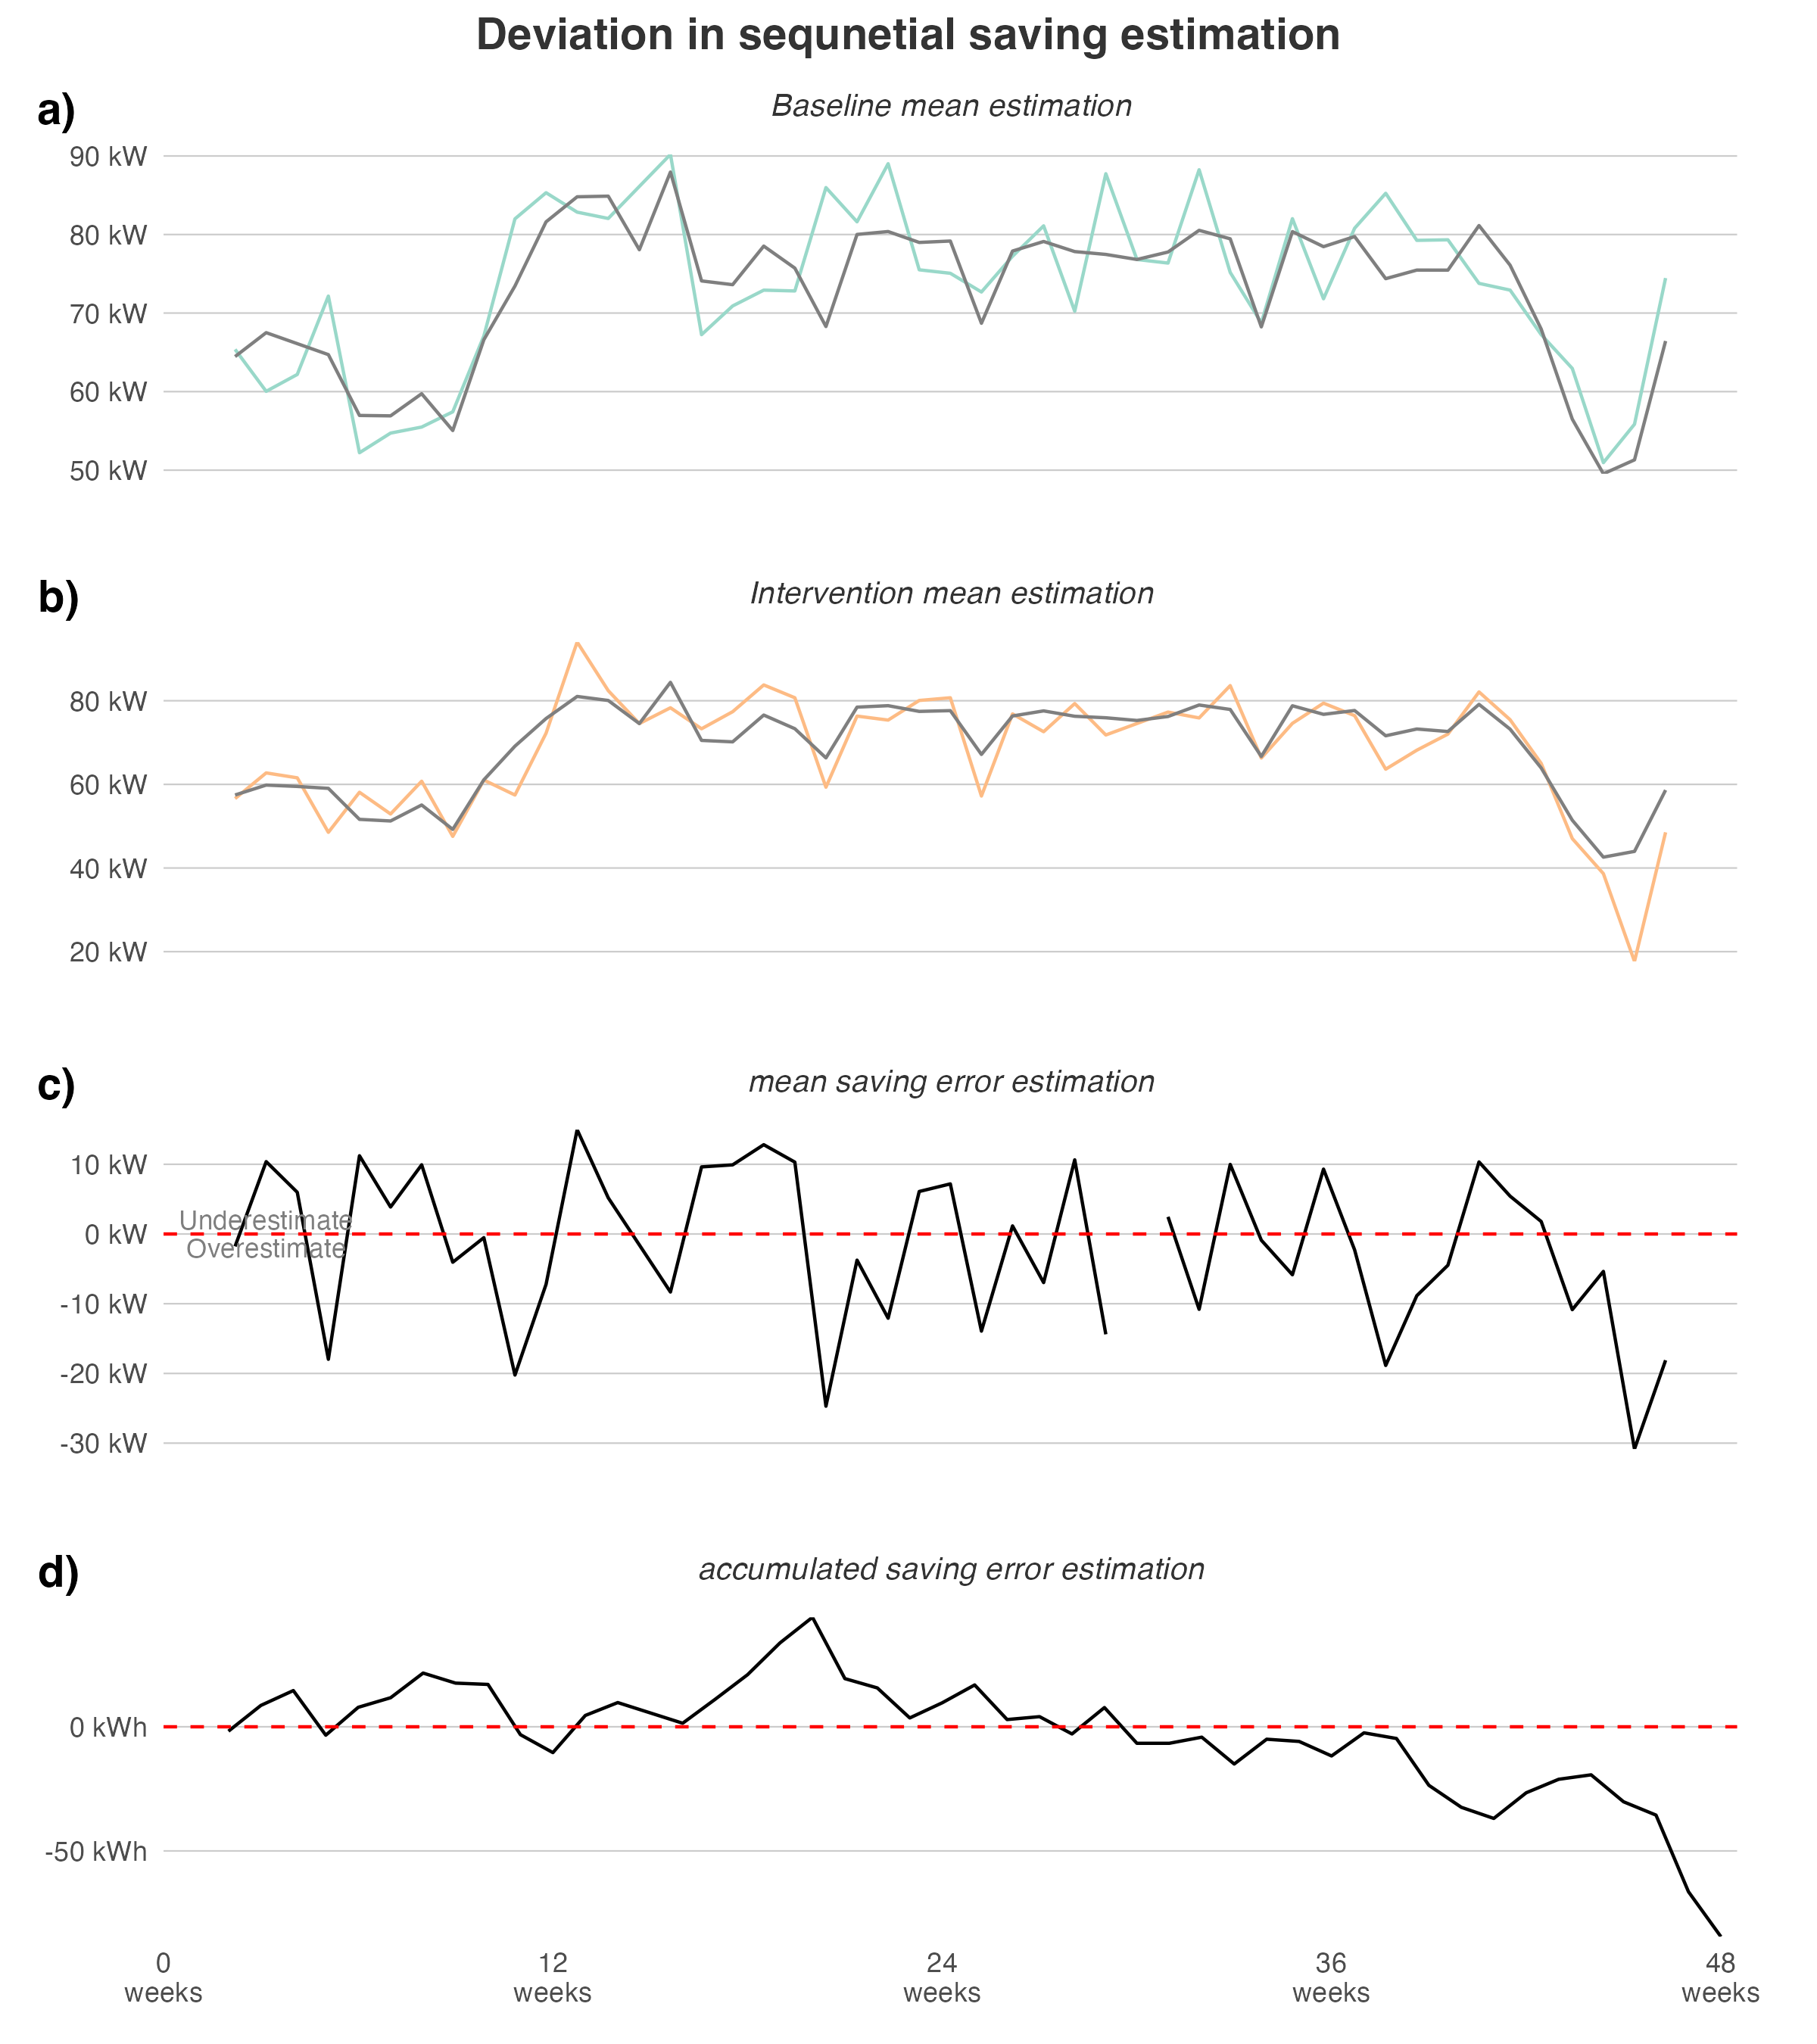 Deviation in sequnetial saving estimation
a)
Baseline mean estimation
90 kW
80 kW
70 kW
60 kW
50 kW
b)
Intervention mean estimation
80 kW
60 kW
40 kW
20 kW
c)
mean saving error estimation
10 kW
Underestimate
0 kW
Overestimate
-10 kW
-20 kW
-30 kW
d)
accumulated saving error estimation
0 kWh
-50 kWh
0 12 24 36 48
weeks weeks weeks weeks weeks